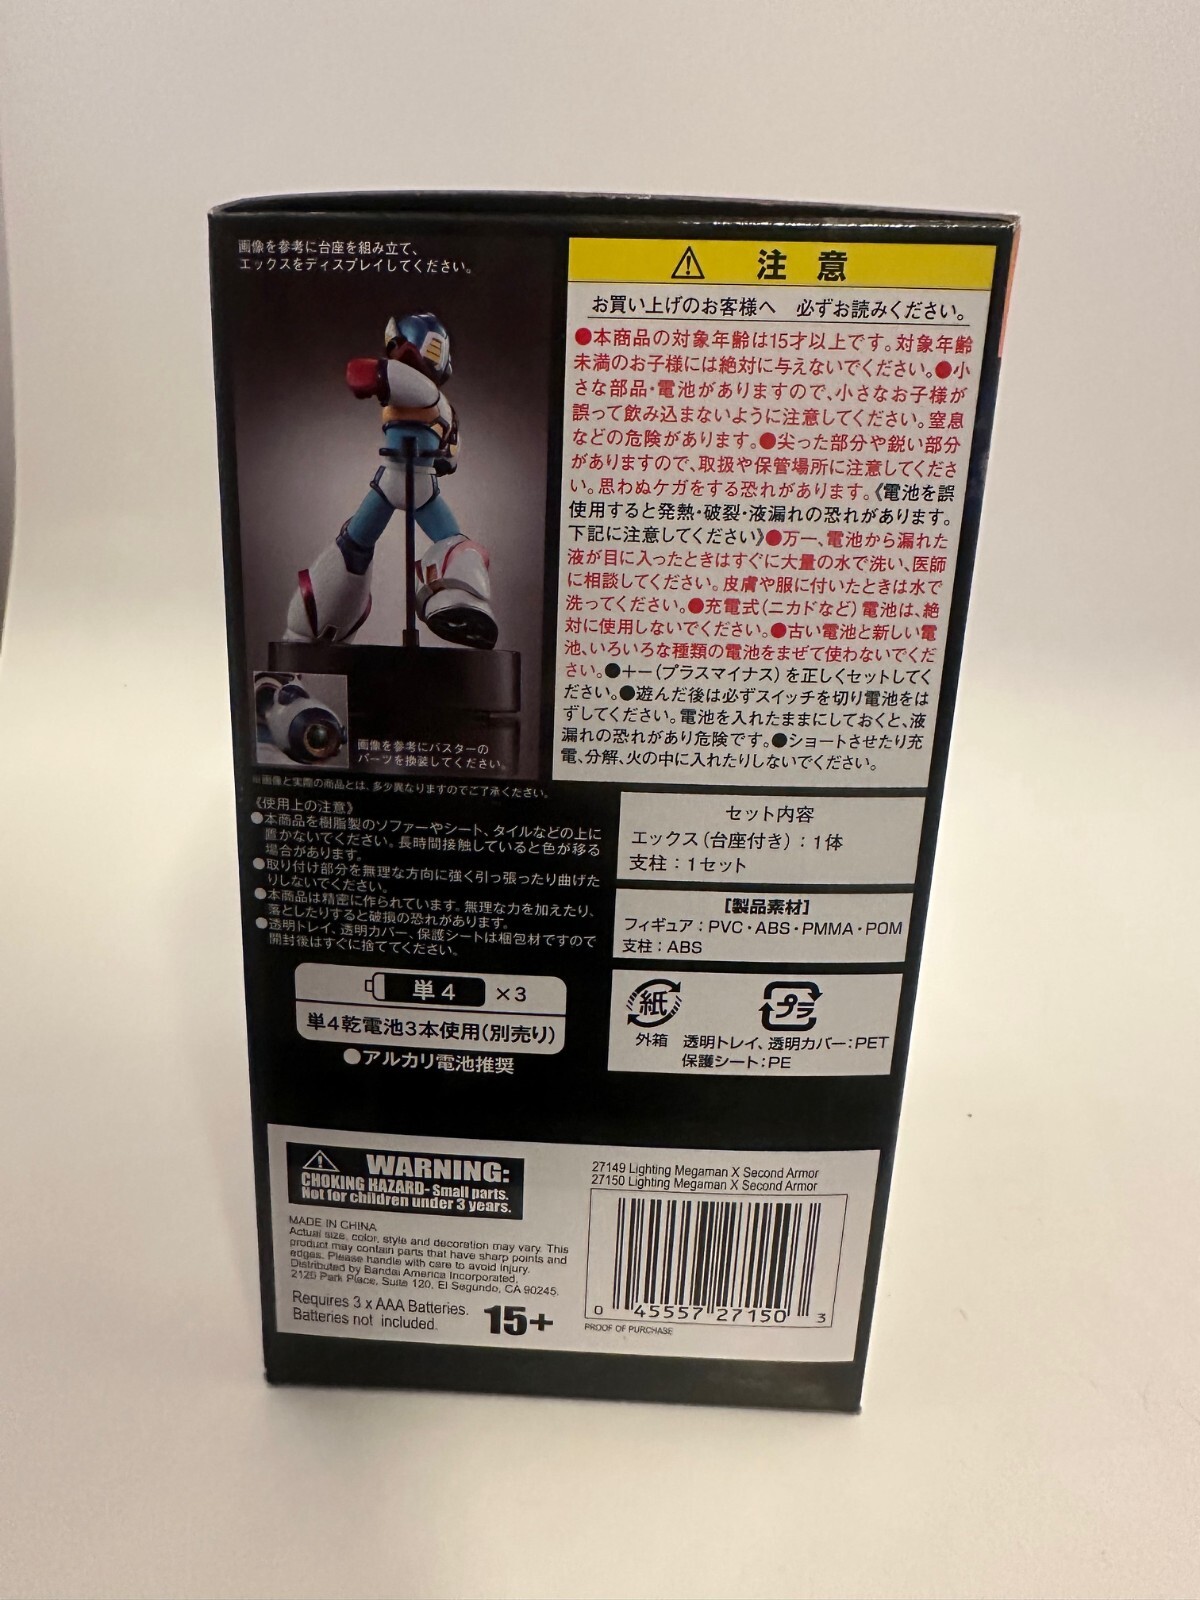 画像を参考に台座を組み立て、
エックスをディスプレイしてください。
画像を参考にバスターの
パーツを換装してください。
※画像と実際の商品とは、多少異なりますのでご了承ください。
《使用上の注意》
●本商品を樹脂製のソファーやシート、タイルなどの上に
置かないでください。長時間接触していると色が移る
場合があります。
●取り付け部分を無理な方向に強く引っ張ったり曲げた
りしないでください。
●本商品は精密に作られています。無理な力を加えたり、
落としたりすると破損の恐れがあります。
●透明トレイ、透明カバー、保護シートは梱包材ですので
開封後はすぐに捨ててください。
単4 ×3
単4乾電池3本使用(別売り)
●アルカリ電池推奨
⚠ 注意
お買い上げのお客様へ 必ずお読みください。
●本商品の対象年齢は15才以上です。対象年齢
未満のお子様には絶対に与えないでください。●小
さな部品・電池がありますので、小さなお子様が
誤って飲み込まないように注意してください。窒息
などの危険があります。●尖った部分や鋭い部分
がありますので、取扱や保管場所に注意してくださ
い。思わぬケガをする恐れがあります。《電池を誤
使用すると発熱・破裂・液漏れの恐れがあります。
下記に注意してください》●万一、電池から漏れた
液が目に入ったときはすぐに大量の水で洗い、医師
に相談してください。皮膚や服に付いたときは水で
洗ってください。●充電式(ニカドなど)電池は、絶
対に使用しないでください。●古い電池と新しい電
池、いろいろな種類の電池をまぜて使わないでくだ
さい。●＋－(プラスマイナス)を正しくセットしてく
ださい。●遊んだ後は必ずスイッチを切り電池をは
ずしてください。電池を入れたままにしておくと、液
漏れの恐れがあり危険です。●ショートさせたり充
電、分解、火の中に入れたりしないでください。
セット内容
エックス(台座付き)：1体
支柱：1セット
【製品素材】
フィギュア：PVC・ABS・PMMA・POM
支柱：ABS
紙 プラ
外箱 透明トレイ、透明カバー：PET
保護シート：PE
⚠ WARNING:
CHOKING HAZARD- Small parts.
Not for children under 3 years.
MADE IN CHINA
Actual size, color, style and decoration may vary. This
product may contain parts that have sharp points and
edges. Please handle with care to avoid injury.
Distributed by Bandai America Incorporated,
2125 Park Place, Suite 120, El Segundo, CA 90245.
Requires 3 x AAA Batteries.
Batteries not included.
15+
27149 Lighting Megaman X Second Armor
27150 Lighting Megaman X Second Armor
0 45557 27150 3
PROOF OF PURCHASE